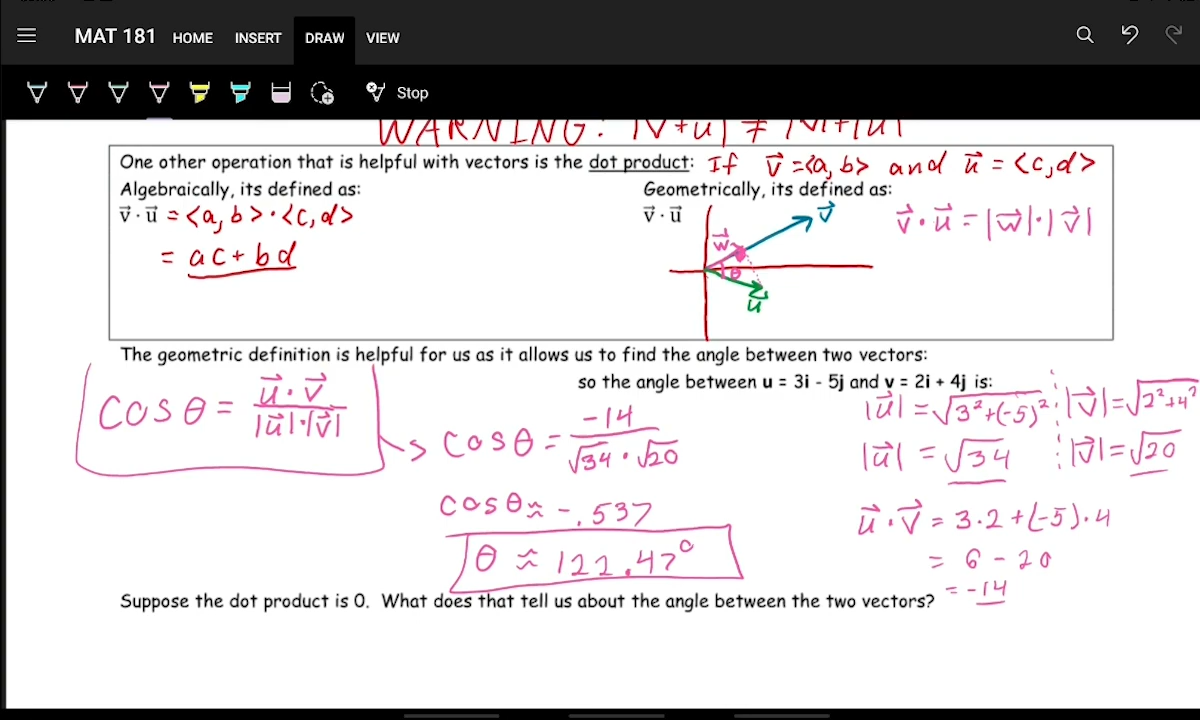 MAT 181 HOME INSERT DRAW VIEW
Stop
WARNING: |v+u| ≠ |v|+|u|
One other operation that is helpful with vectors is the dot product: If v⃗ = <a, b> and u⃗ = <c, d>
Algebraically, its defined as:
v⃗ · u⃗ = <a, b> · <c, d>
= ac + bd
Geometrically, its defined as:
v⃗ · u⃗
v⃗
w⃗
θ
u⃗
v⃗ · u⃗ = |w⃗| · |v⃗|
The geometric definition is helpful for us as it allows us to find the angle between two vectors:
cos θ = u⃗ · v⃗ / |u⃗| · |v⃗|
so the angle between u = 3i - 5j and v = 2i + 4j is:
cos θ = -14 / √34 · √20
cos θ ≈ -.537
θ ≈ 122.47°
|u⃗| = √3² + (-5)²
|u⃗| = √34
|v⃗| = √2² + 4²
|v⃗| = √20
u⃗ · v⃗ = 3·2 + (-5)·4
= 6 - 20
= -14
Suppose the dot product is 0. What does that tell us about the angle between the two vectors?